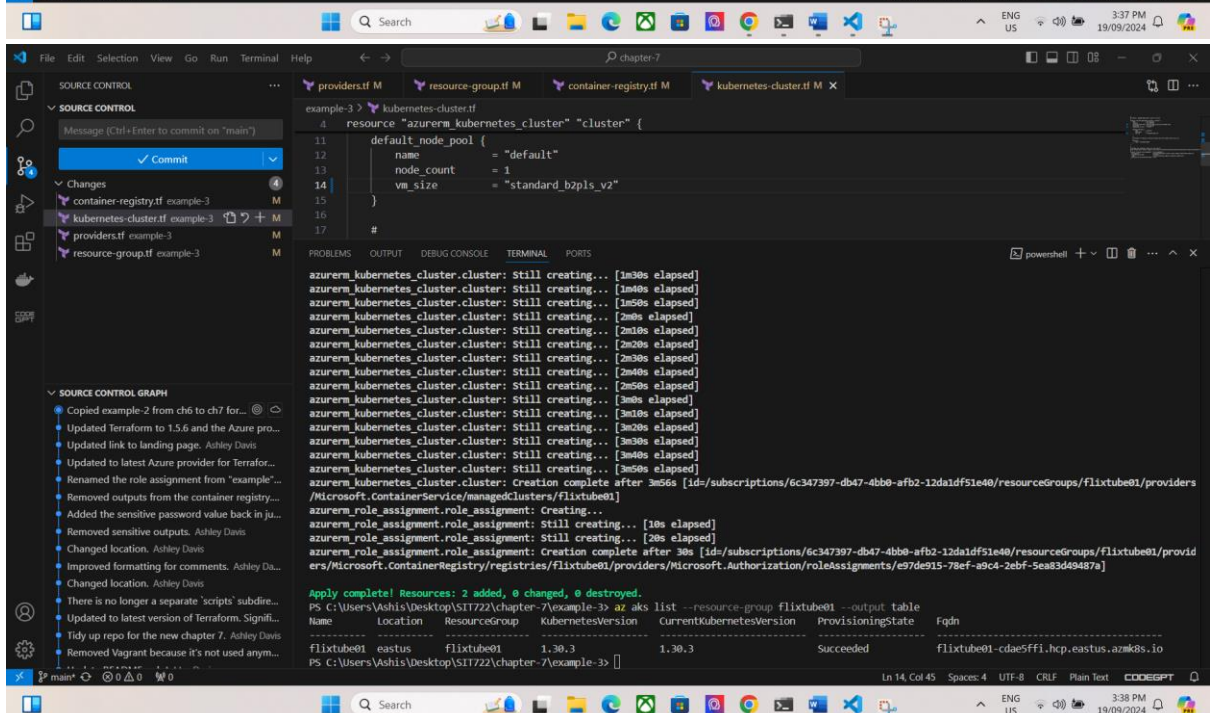 Search
ENG
US
3:37 PM
19/09/2024
File Edit Selection View Go Run Terminal Help
chapter-7
SOURCE CONTROL
SOURCE CONTROL
Message (Ctrl+Enter to commit on "main")
Commit
Changes 4
container-registry.tf example-3 M
kubernetes-cluster.tf example-3 M
providers.tf example-3 M
resource-group.tf example-3 M
SOURCE CONTROL GRAPH
Copied example-2 from ch6 to ch7 for...
Updated Terraform to 1.5.6 and the Azure pro...
Updated link to landing page. Ashley Davis
Updated to latest Azure provider for Terrafor...
Renamed the role assignment from "example"...
Removed outputs from the container registry....
Added the sensitive password value back in ju...
Removed sensitive outputs. Ashley Davis
Changed location. Ashley Davis
Improved formatting for comments. Ashley Da...
Changed location. Ashley Davis
There is no longer a separate `scripts` subdire...
Updated to latest version of Terraform. Signifi...
Tidy up repo for the new chapter 7. Ashley Davis
Removed Vagrant because it's not used anym...
providers.tf M resource-group.tf M container-registry.tf M kubernetes-cluster.tf M
example-3 > kubernetes-cluster.tf
4 resource "azurerm_kubernetes_cluster" "cluster" {
11 default_node_pool {
12 name = "default"
13 node_count = 1
14 vm_size = "standard_b2pls_v2"
15 }
16
17 #
PROBLEMS OUTPUT DEBUG CONSOLE TERMINAL PORTS
powershell
azurerm_kubernetes_cluster.cluster: Still creating... [1m30s elapsed]
azurerm_kubernetes_cluster.cluster: Still creating... [1m40s elapsed]
azurerm_kubernetes_cluster.cluster: Still creating... [1m50s elapsed]
azurerm_kubernetes_cluster.cluster: Still creating... [2m0s elapsed]
azurerm_kubernetes_cluster.cluster: Still creating... [2m10s elapsed]
azurerm_kubernetes_cluster.cluster: Still creating... [2m20s elapsed]
azurerm_kubernetes_cluster.cluster: Still creating... [2m30s elapsed]
azurerm_kubernetes_cluster.cluster: Still creating... [2m40s elapsed]
azurerm_kubernetes_cluster.cluster: Still creating... [2m50s elapsed]
azurerm_kubernetes_cluster.cluster: Still creating... [3m0s elapsed]
azurerm_kubernetes_cluster.cluster: Still creating... [3m10s elapsed]
azurerm_kubernetes_cluster.cluster: Still creating... [3m20s elapsed]
azurerm_kubernetes_cluster.cluster: Still creating... [3m30s elapsed]
azurerm_kubernetes_cluster.cluster: Still creating... [3m40s elapsed]
azurerm_kubernetes_cluster.cluster: Still creating... [3m50s elapsed]
azurerm_kubernetes_cluster.cluster: Creation complete after 3m56s [id=/subscriptions/6c347397-db47-4bb0-afb2-12da1df51e40/resourceGroups/flixtube01/providers
/Microsoft.ContainerService/managedClusters/flixtube01]
azurerm_role_assignment.role_assignment: Creating...
azurerm_role_assignment.role_assignment: Still creating... [10s elapsed]
azurerm_role_assignment.role_assignment: Still creating... [20s elapsed]
azurerm_role_assignment.role_assignment: Creation complete after 30s [id=/subscriptions/6c347397-db47-4bb0-afb2-12da1df51e40/resourceGroups/flixtube01/provid
ers/Microsoft.ContainerRegistry/registries/flixtube01/providers/Microsoft.Authorization/roleAssignments/e97de915-78ef-a9c4-2ebf-5ea83d49487a]
Apply complete! Resources: 2 added, 0 changed, 0 destroyed.
PS C:\Users\Ashis\Desktop\SIT722\chapter-7\example-3> az aks list --resource-group flixtube01 --output table
Name Location ResourceGroup KubernetesVersion CurrentKubernetesVersion ProvisioningState Fqdn
flixtube01 eastus flixtube01 1.30.3 1.30.3 Succeeded flixtube01-cdae5ffi.hcp.eastus.azmk8s.io
PS C:\Users\Ashis\Desktop\SIT722\chapter-7\example-3>
main* 0 0 0 Ln 14, Col 45 Spaces: 4 UTF-8 CRLF Plain Text CODEGPT
Search
ENG
US
3:38 PM
19/09/2024